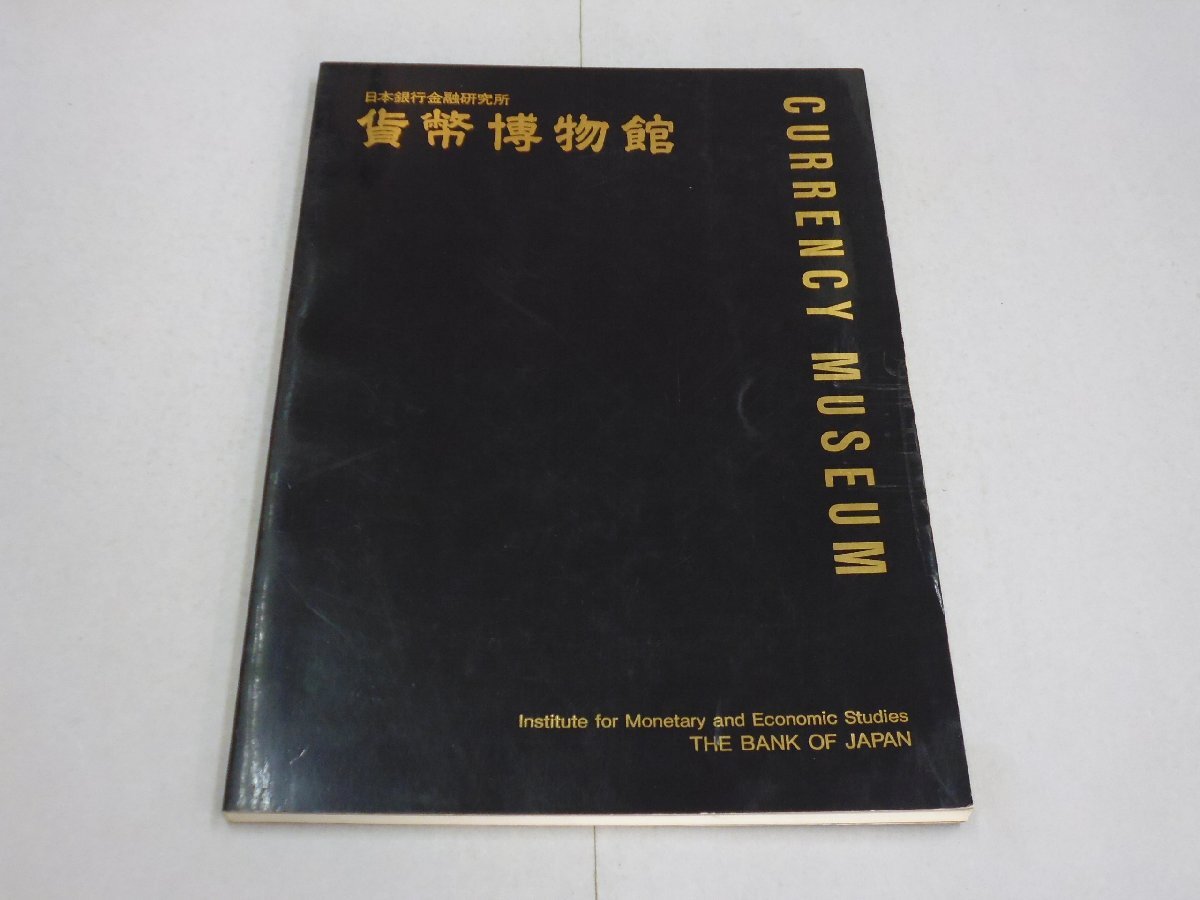 日本銀行金融研究所
貨幣博物館
CURRENCY MUSEUM
Institute for Monetary and Economic Studies
THE BANK OF JAPAN